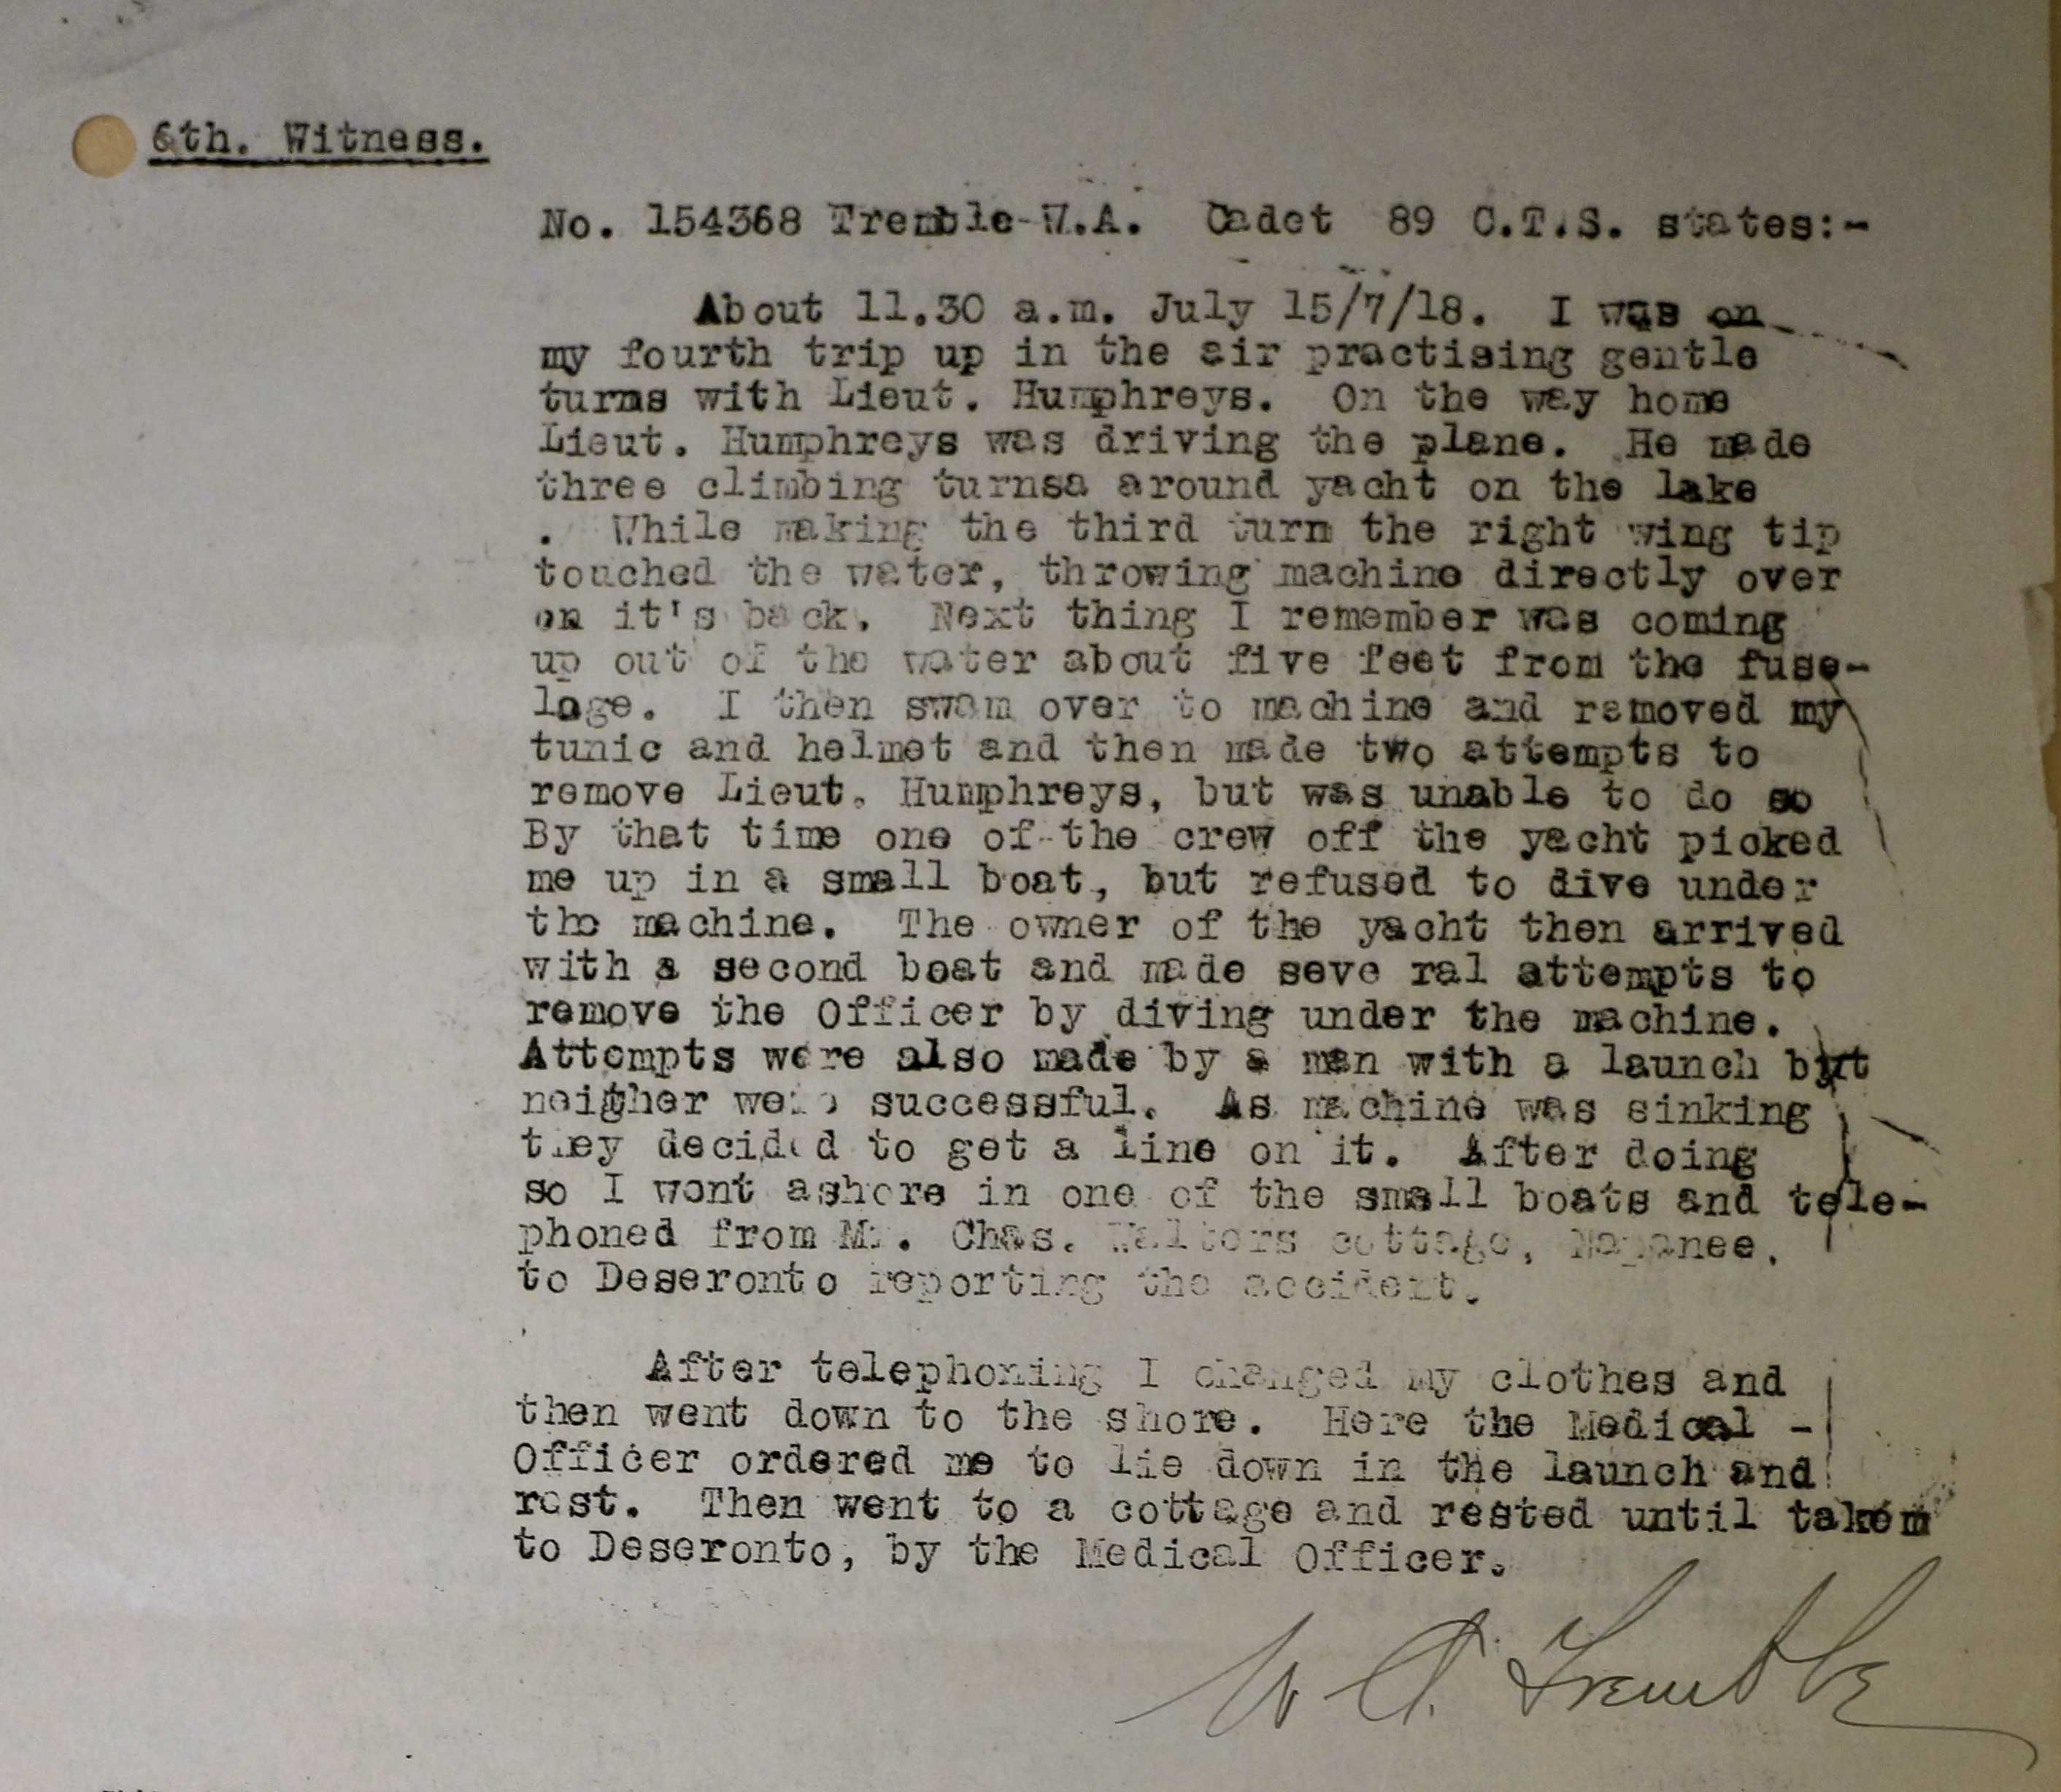 6th. Witness.
No. 154368 Tremble W.A. Cadet 89 C.T.S. states:-
About 11.30 a.m. July 15/7/18. I was on
my fourth trip up in the air practising gentle
turns with Lieut. Humphreys. On the way home
Lieut. Humphreys was driving the plane. He made
three climbing turnsa around yacht on the lake
. While making the third turn the right wing tip
touched the water, throwing machine directly over
on it's back. Next thing I remember was coming
up out of the water about five feet from the fuse-
lage. I then swam over to machine and removed my
tunic and helmet and then made two attempts to
remove Lieut. Humphreys, but was unable to do so
By that time one of the crew off the yacht picked
me up in a small boat, but refused to dive under
the machine. The owner of the yacht then arrived
with a second boat and made seve ral attempts to
remove the Officer by diving under the machine.
Attempts were also made by a man with a launch but
neigther were successful. As machine was sinking
they decided to get a line on it. After doing
so I went ashore in one of the small boats and tele-
phoned from Mr. Chas. Walters cottage, Napanee,
to Deseronto reporting the accident.
After telephoning I changed my clothes and
then went down to the shore. Here the Medical -
Officer ordered me to lie down in the launch and
rest. Then went to a cottage and rested until taken
to Deseronto, by the Medical Officer.
W A Tremble